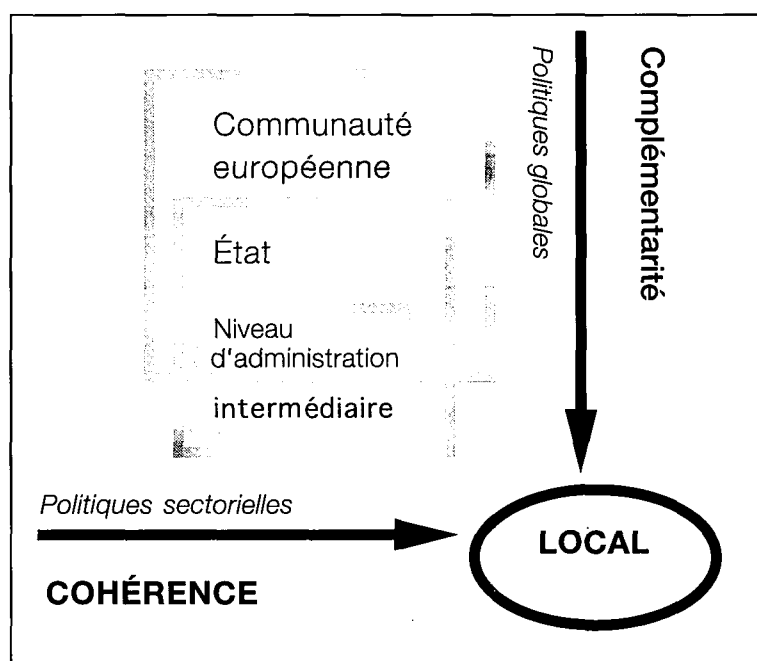 Communauté
européenne
État
Niveau
d'administration
intermédiaire
Politiques globales
Complémentarité
Politiques sectorielles
COHÉRENCE
LOCAL